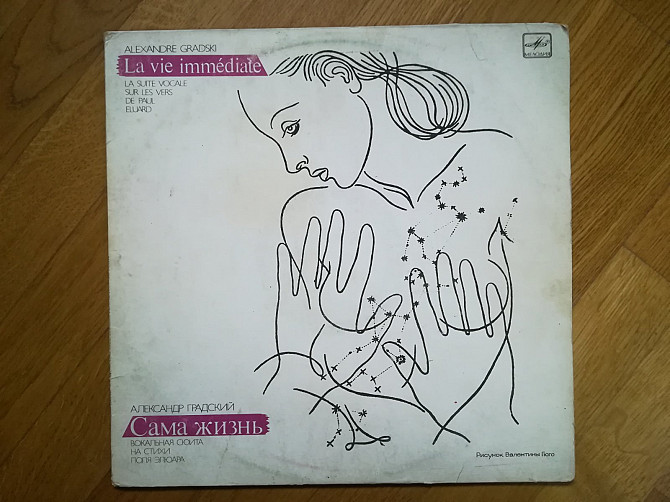 ALEXANDRE GRADSKI
La vie immédiate
LA SUITE VOCALE
SUR LES VERS
DE PAUL
ELUARD
МЕЛОДИЯ
АЛЕКСАНДР ГРАДСКИЙ
Сама жизнь
ВОКАЛЬНАЯ СЮИТА
НА СТИХИ
ПОЛЯ ЭЛЮАРА
Рисунок Валентины Гюго